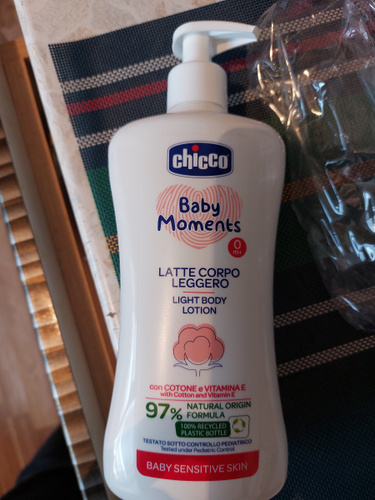 chicco
Baby
Moments
0
m+
LATTE CORPO
LEGGERO
LIGHT BODY
LOTION
con COTONE e VITAMINA E
with Cotton and Vitamin E
97% NATURAL ORIGIN
FORMULA
100% RECYCLED
PLASTIC BOTTLE
TESTATO SOTTO CONTROLLO PEDIATRICO
Tested under Pediatric Control
BABY SENSITIVE SKIN